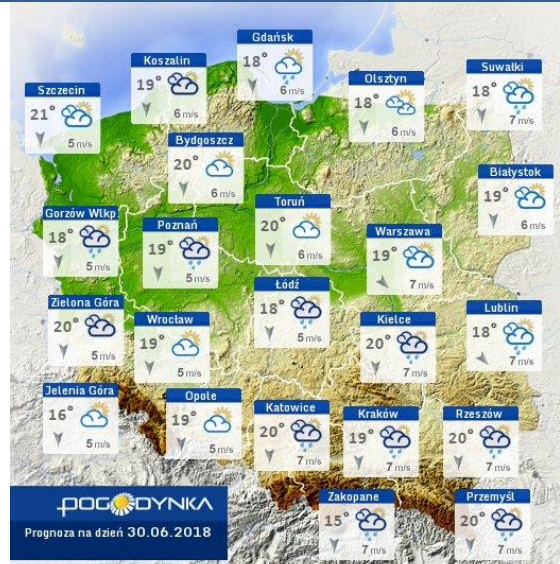 Gdańsk
18°
6 m/s
Koszalin
19°
6 m/s
Suwałki
18°
7 m/s
Olsztyn
18°
6 m/s
Szczecin
21°
5 m/s
Bydgoszcz
20°
6 m/s
Białystok
19°
6 m/s
Toruń
20°
6 m/s
Gorzów Wlkp
18°
5 m/s
Poznań
19°
5 m/s
Warszawa
19°
7 m/s
Łódź
18°
5 m/s
Zielona Góra
20°
5 m/s
Wrocław
19°
5 m/s
Kielce
20°
7 m/s
Lublin
18°
7 m/s
Jelenia Góra
16°
5 m/s
Opole
19°
5 m/s
Katowice
20°
7 m/s
Kraków
19°
7 m/s
Rzeszów
20°
7 m/s
Zakopane
15°
7 m/s
Przemyśl
20°
7 m/s
POGODYNKA
Prognoza na dzień 30.06.2018